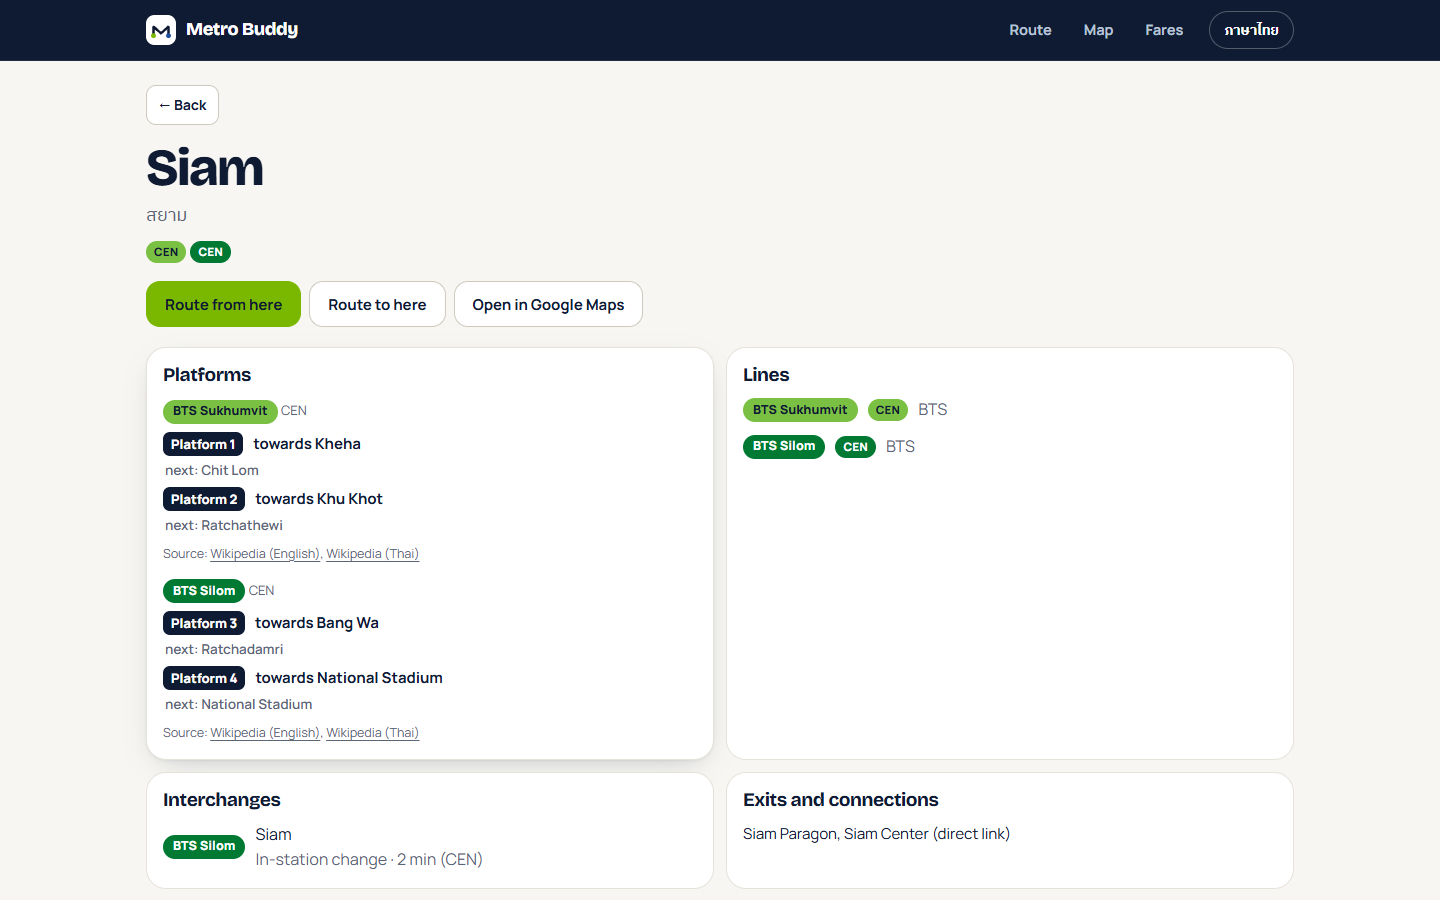 Metro Buddy
Route Map Fares ภาษาไทย
← Back
Siam
สยาม
CEN CEN
Route from here Route to here Open in Google Maps
Platforms
BTS Sukhumvit CEN
Platform 1 towards Kheha
next: Chit Lom
Platform 2 towards Khu Khot
next: Ratchathewi
Source: Wikipedia (English), Wikipedia (Thai)
BTS Silom CEN
Platform 3 towards Bang Wa
next: Ratchadamri
Platform 4 towards National Stadium
next: National Stadium
Source: Wikipedia (English), Wikipedia (Thai)
Lines
BTS Sukhumvit CEN BTS
BTS Silom CEN BTS
Interchanges
BTS Silom Siam
In-station change · 2 min (CEN)
Exits and connections
Siam Paragon, Siam Center (direct link)